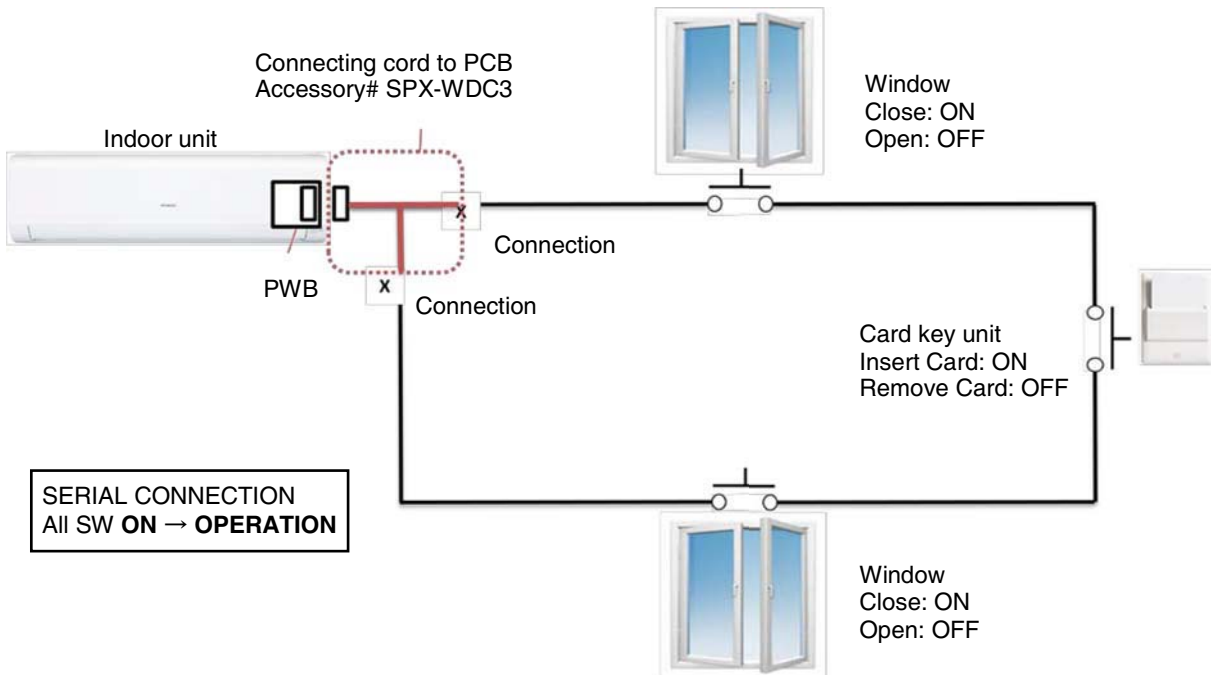 Connecting cord to PCB
Accessory# SPX-WDC3
Indoor unit
Window
Close: ON
Open: OFF
X
Connection
PWB
X
Connection
Card key unit
Insert Card: ON
Remove Card: OFF
SERIAL CONNECTION
All SW ON → OPERATION
Window
Close: ON
Open: OFF